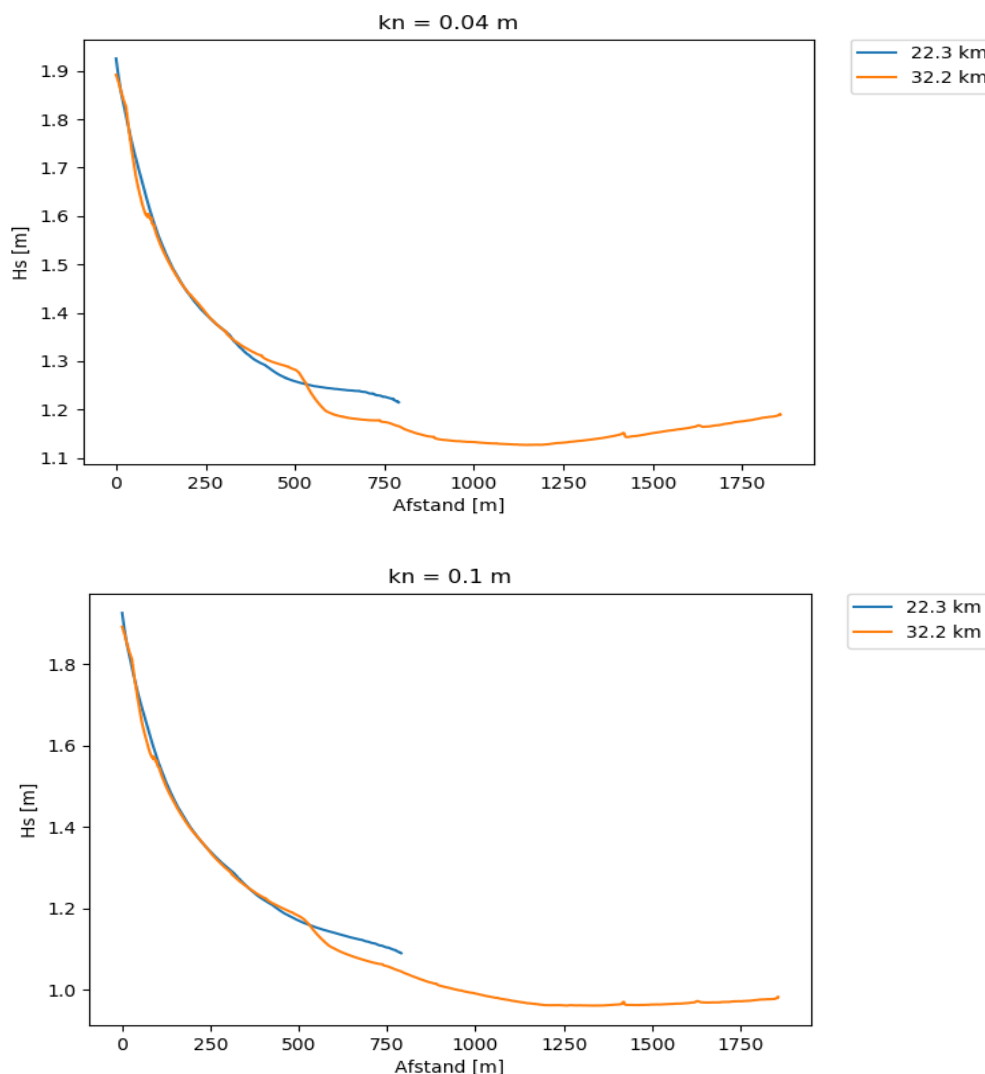 kn = 0.04 m
22.3 km
32.2 km
1.9
1.8
1.7
1.6
1.5
1.4
1.3
1.2
1.1
Hs [m]
0 250 500 750 1000 1250 1500 1750
Afstand [m]
kn = 0.1 m
22.3 km
32.2 km
1.8
1.6
1.4
1.2
1.0
Hs [m]
0 250 500 750 1000 1250 1500 1750
Afstand [m]